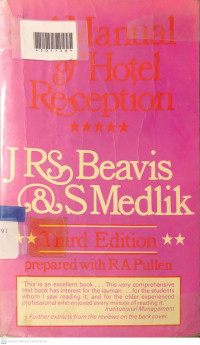 A Manual
of Hotel
Reception
★★★★★
J RS Beavis
& S Medlik
★★ Third Edition ★★
prepared with R A Pullen
"This is an excellent book . . . This very comprehensive
text book has interest for the layman . . . for the students
whom I saw reading it; and for the older experienced
professional who enjoyed every minute of reading it."
Institutional Management
Further extracts from the reviews on the back cover.